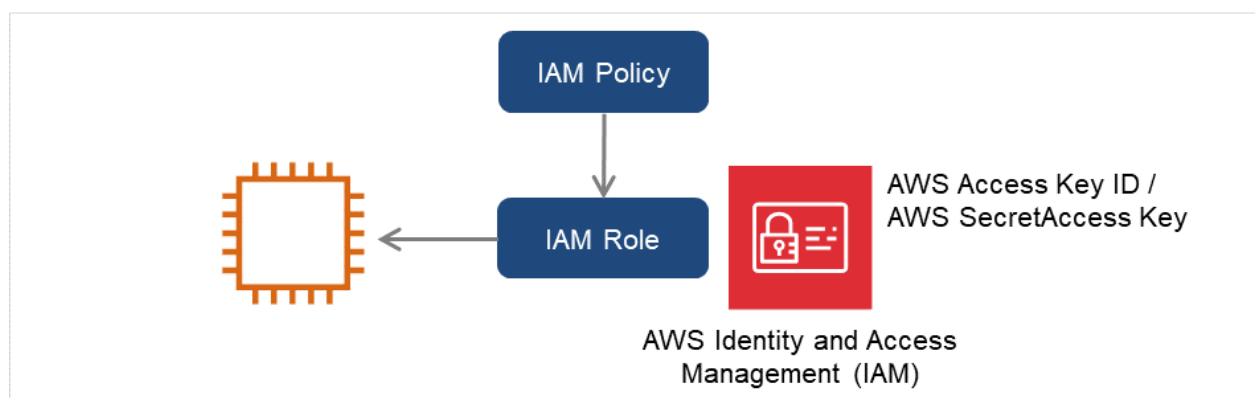 IAM Policy
IAM Role
AWS Access Key ID /
AWS SecretAccess Key
AWS Identity and Access
Management (IAM)